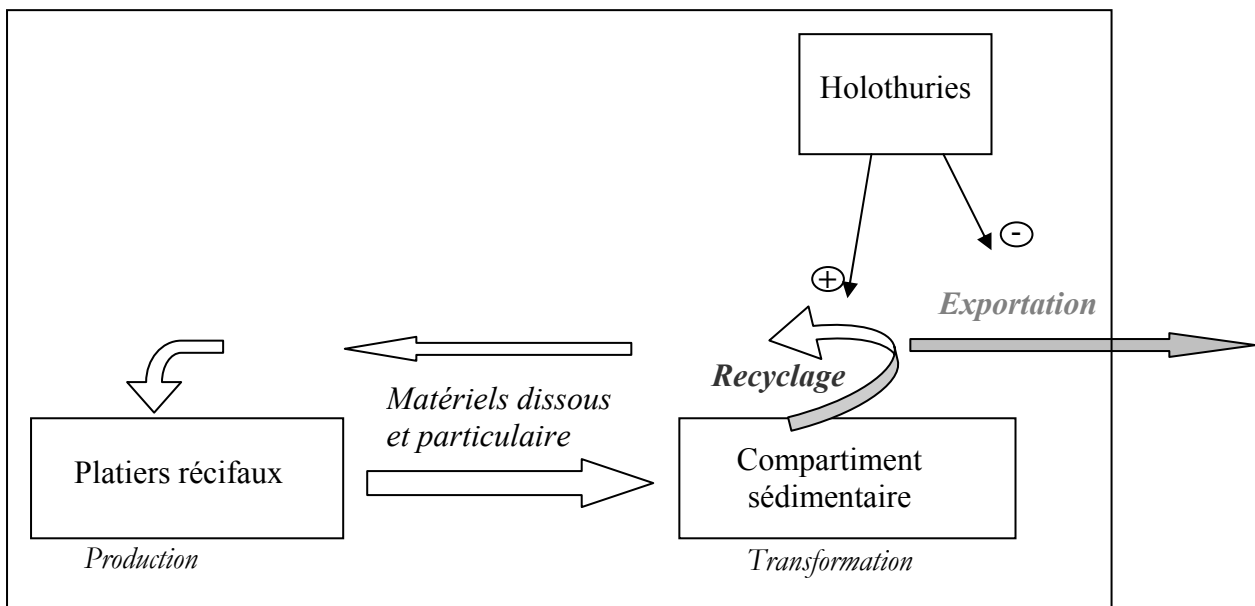 Holothuries
-
+
Exportation
Recyclage
Matériels dissous
et particulaire
Platiers récifaux
Compartiment
sédimentaire
Production
Transformation